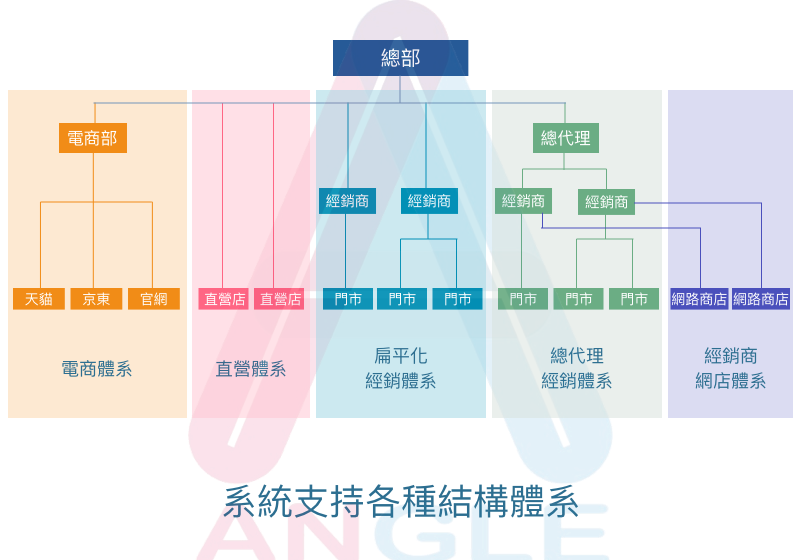 總部
電商部
總代理
經銷商
經銷商
經銷商
經銷商
天貓
京東
官網
直營店
直營店
門市
門市
門市
門市
門市
門市
網路商店
網路商店
電商體系
直營體系
扁平化
經銷體系
總代理
經銷體系
經銷商
網店體系
系統支持各種結構體系
ANGLE